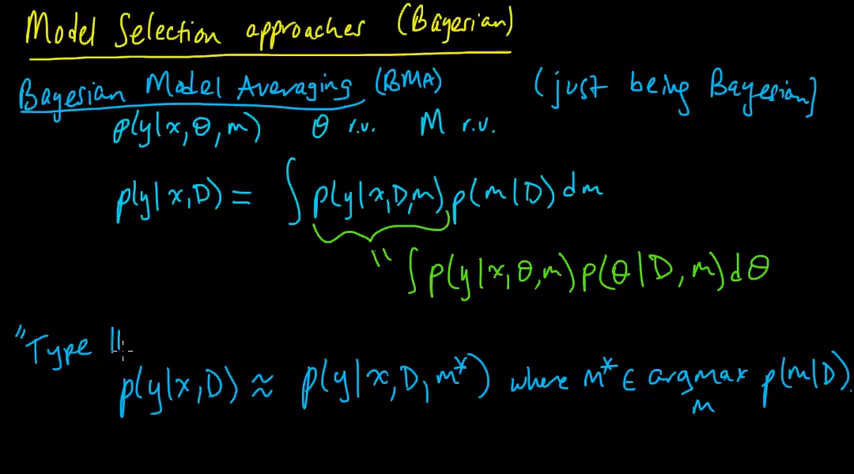 Model Selection approaches (Bayesian)
Bayesian Model Averaging (BMA) (just being Bayesian)
p(y|x,θ,m) θ r.v. M r.v.
p(y|x,D) = ∫ p(y|x,D,m) p(m|D) dm
" ∫ p(y|x,θ,m) p(θ|D,m) dθ
"Type II
p(y|x,D) ≈ p(y|x,D,m*) where m* ∈ argmax p(m|D).
m